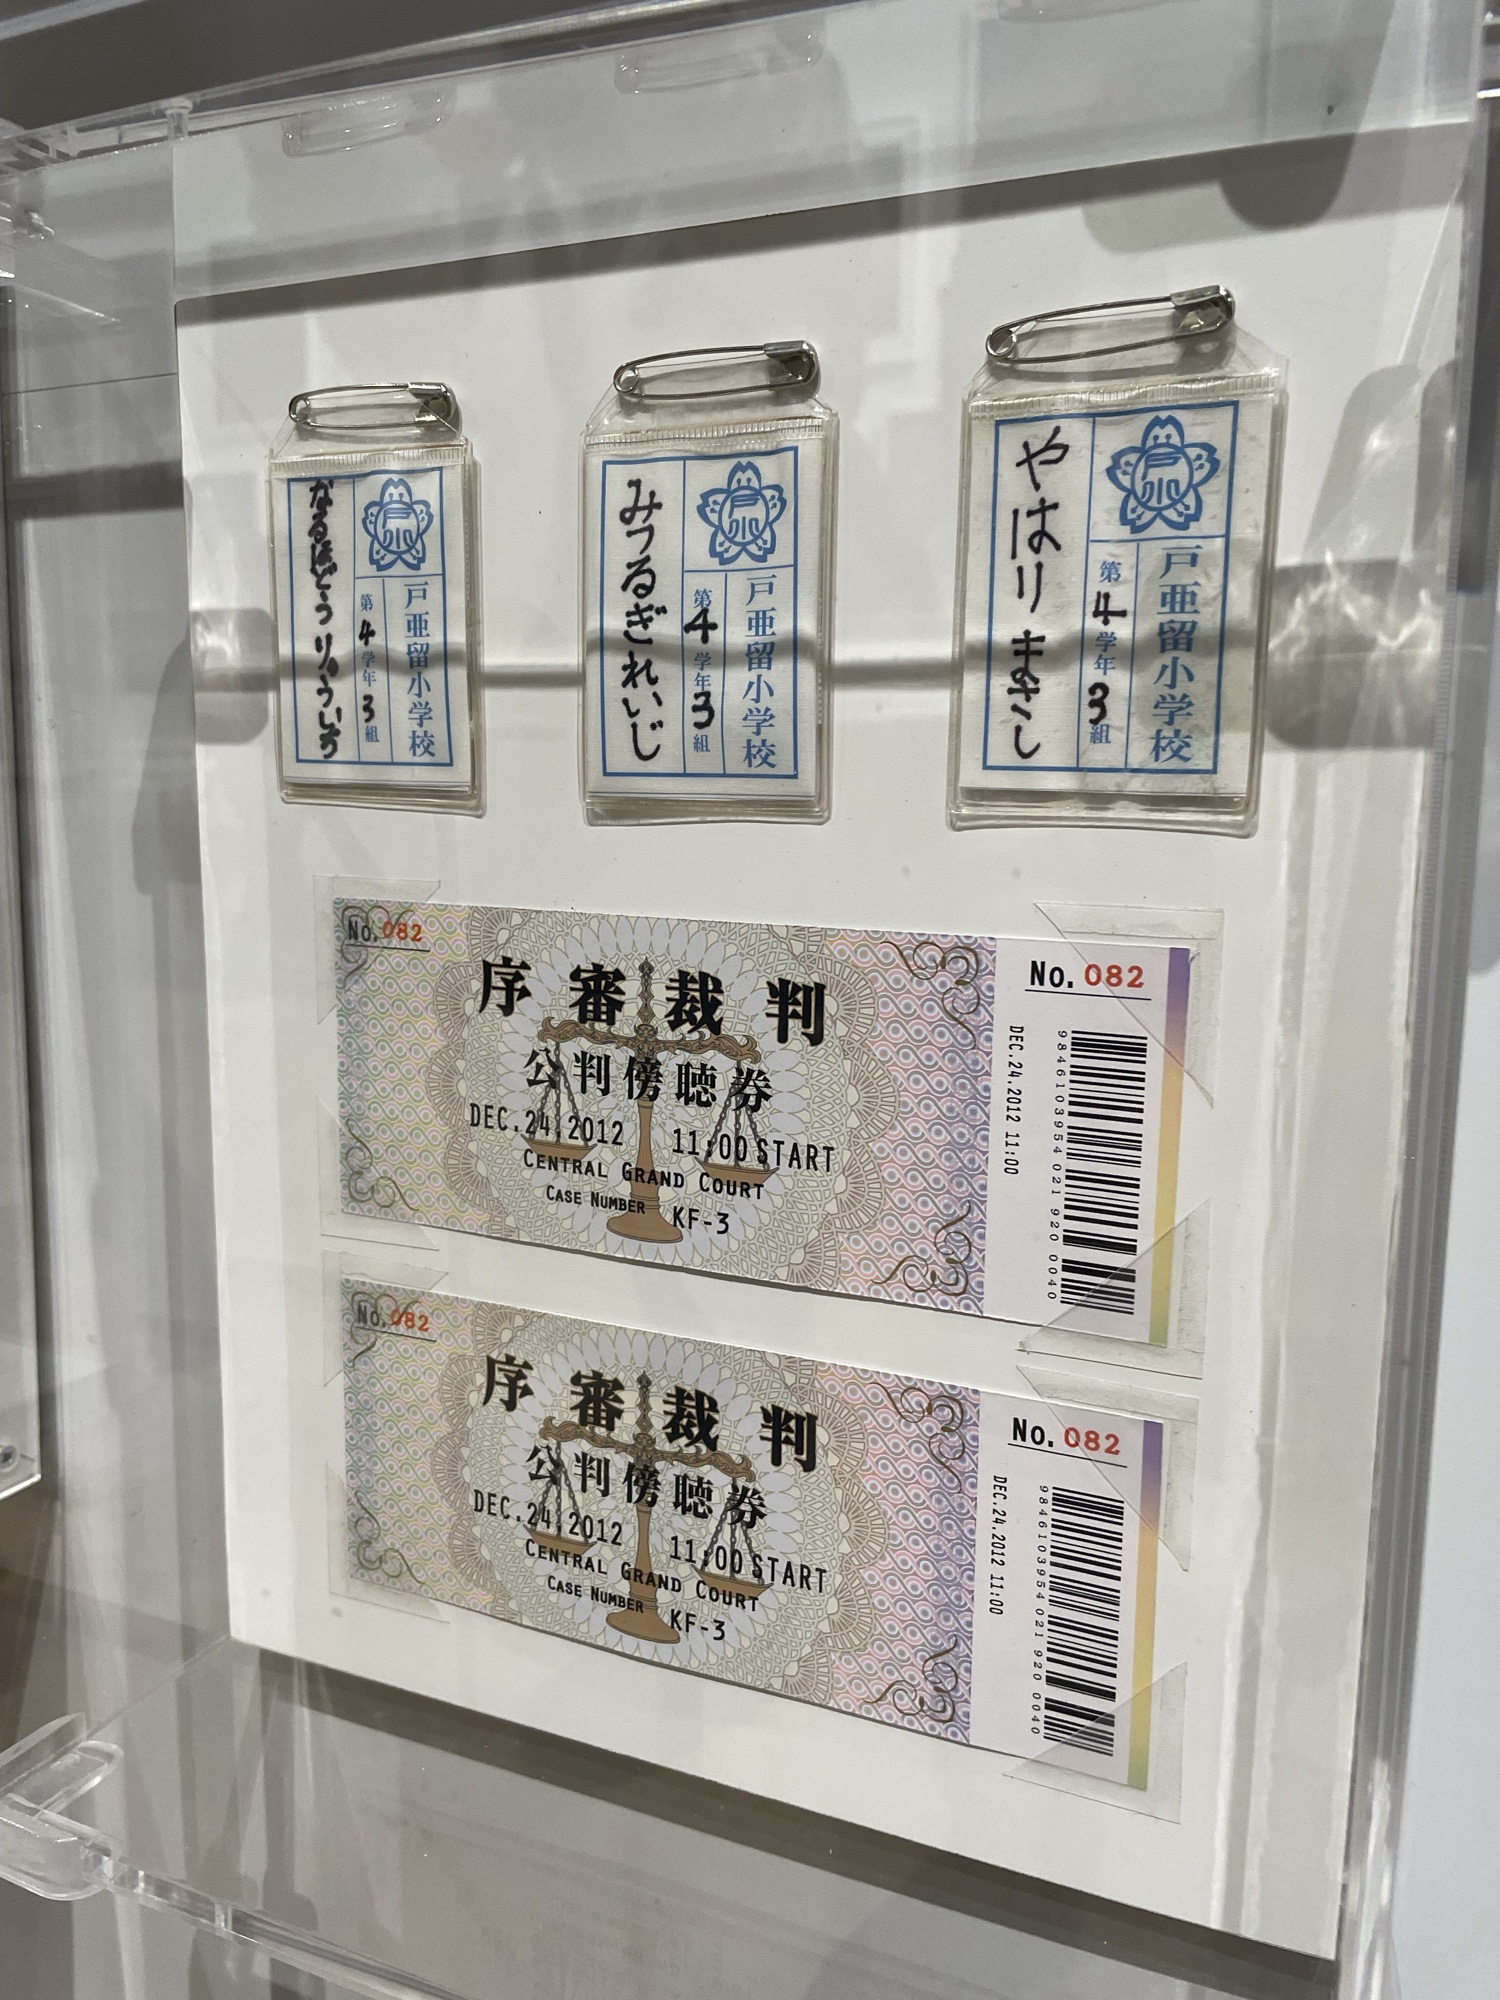 なるほどうりゅういち
戸小
第4学年3組
戸亜留小学校
みつるぎれいじ
戸小
第4学年3組
戸亜留小学校
やはりまさし
戸小
第4学年3組
戸亜留小学校
No.082
序審裁判
公判傍聴券
DEC.24.2012 11:00 START
CENTRAL GRAND COURT
CASE NUMBER KF-3
No.082
DEC.24.2012 11:00
9846103954 021 920 0040
No.082
序審裁判
公判傍聴券
DEC.24.2012 11:00 START
CENTRAL GRAND COURT
CASE NUMBER KF-3
No.082
DEC.24.2012 11:00
9846103954 021 920 0040